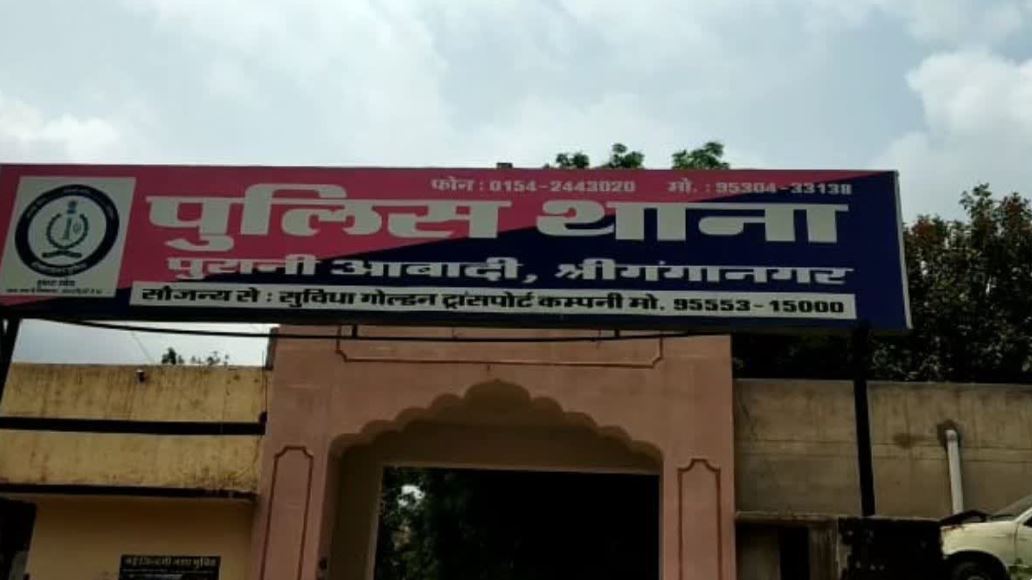 फोन : 0154-2443020 मो. : 95304-33138
पुलिस थाना
पुरानी आबादी, श्रीगंगानगर
सौजन्य से : सुविधा गोल्डन ट्रांसपोर्ट कम्पनी मो. 95553-15000